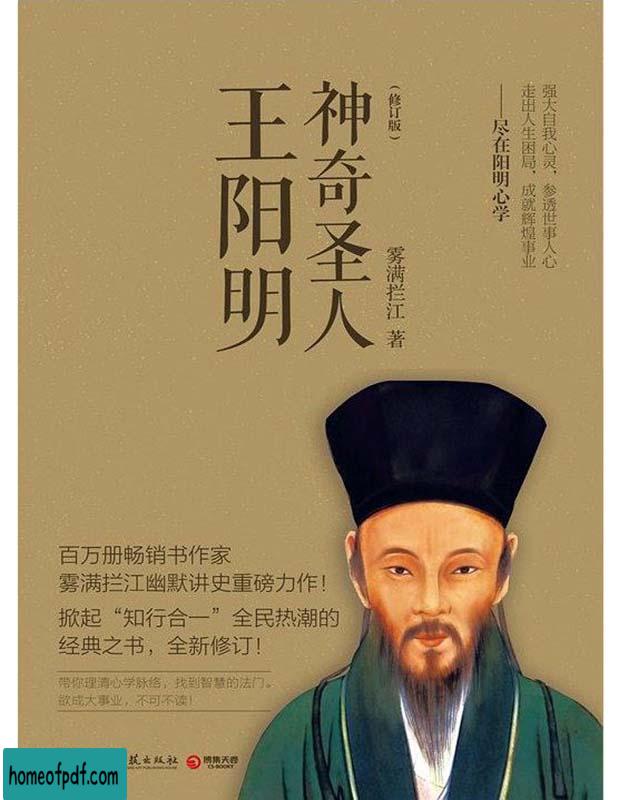 强大自我心灵,参透世事人心
走出人生困局,成就辉煌事业
——尽在阳明心学
(修订版)
神奇圣人
王阳明
雾满拦江 著
百万册畅销书作家
雾满拦江幽默讲史重磅力作!
掀起“知行合一”全民热潮的
经典之书,全新修订!
带你理清心学脉络,找到智慧的法门。
欲成大事业,不可不读!
出版社
博集天卷
CS-BOOKY
homeofpdf.com